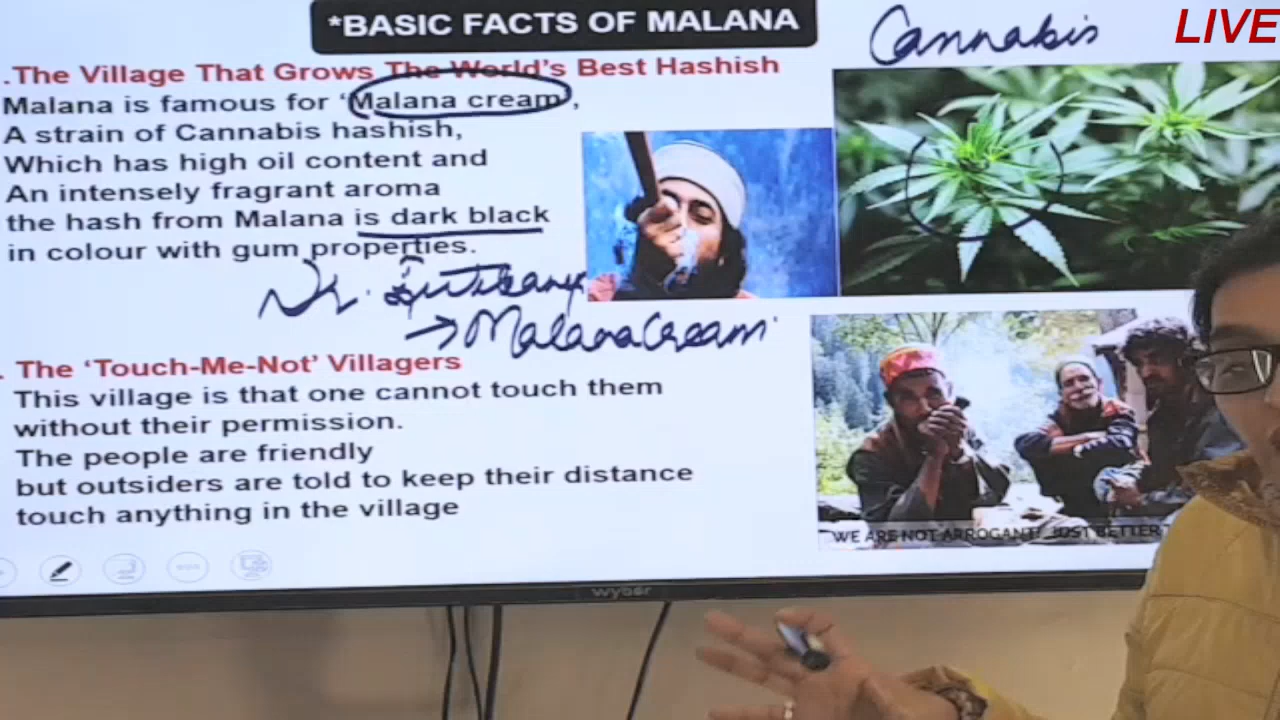 *BASIC FACTS OF MALANA
Cannabis
LIVE
.The Village That Grows The World's Best Hashish
Malana is famous for 'Malana cream ,
A strain of Cannabis hashish,
Which has high oil content and
An intensely fragrant aroma
the hash from Malana is dark black
in colour with gum properties.
Dr.
→ Malana Cream
. The 'Touch-Me-Not' Villagers
This village is that one cannot touch them
without their permission.
The people are friendly
but outsiders are told to keep their distance
touch anything in the village
WE ARE NOT ARROGANT! JUST BETTER